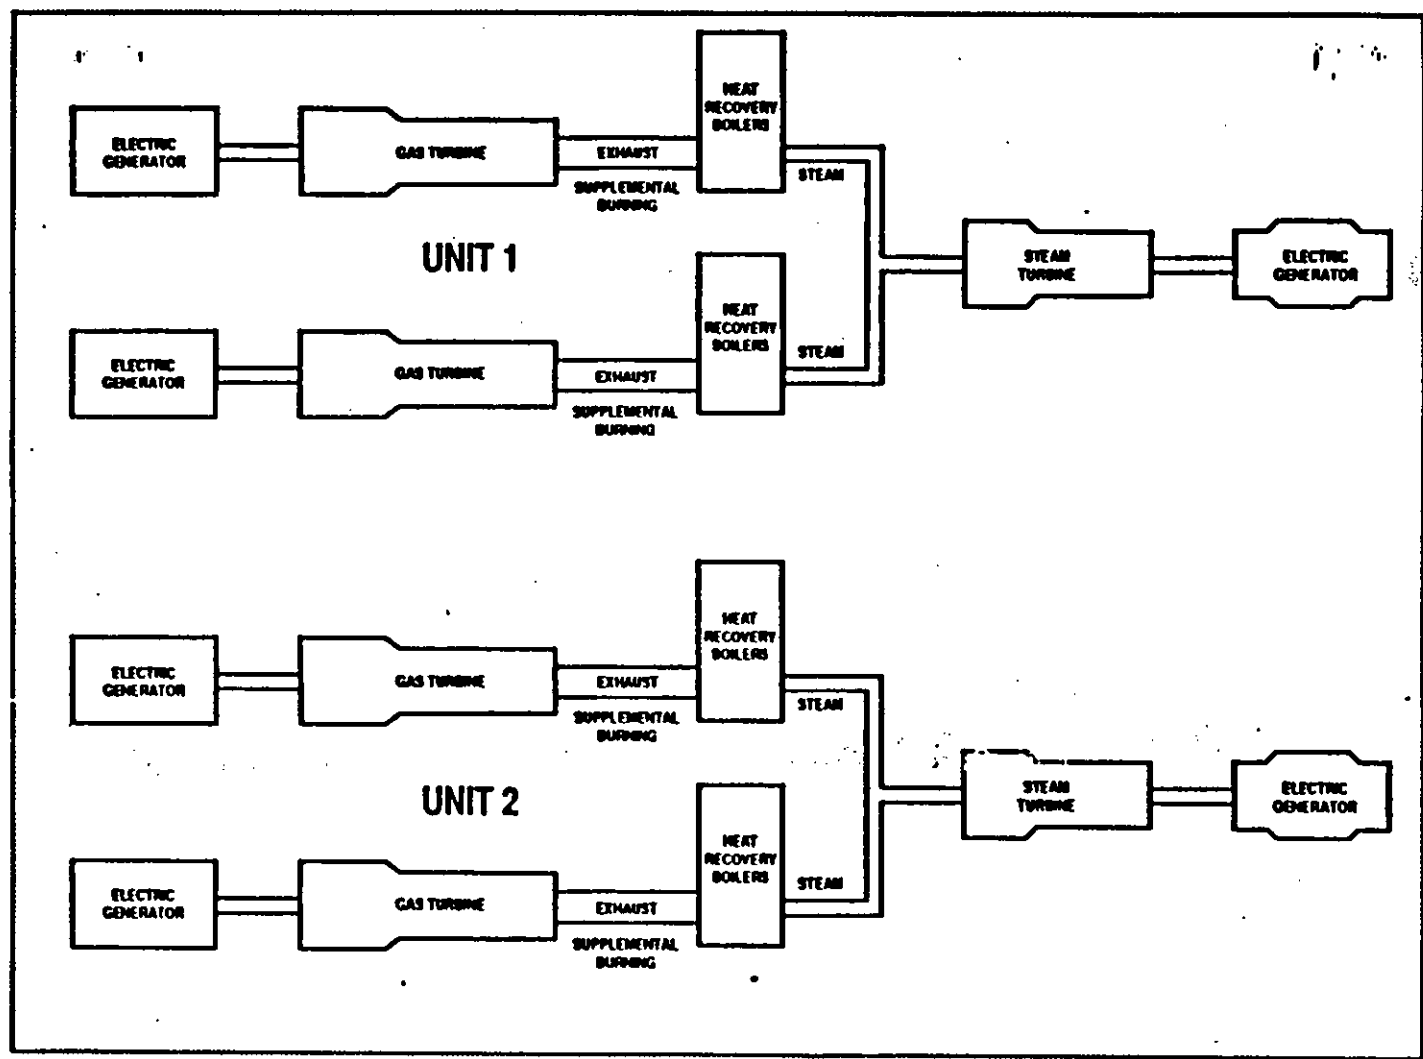 HEAT
RECOVERY
BOILERS
ELECTRIC
GENERATOR
GAS TURBINE
EXHAUST
STEAM
SUPPLEMENTAL
BURNING
UNIT 1
STEAM
TURBINE
ELECTRIC
GENERATOR
HEAT
RECOVERY
BOILERS
ELECTRIC
GENERATOR
GAS TURBINE
EXHAUST
STEAM
SUPPLEMENTAL
BURNING
HEAT
RECOVERY
BOILERS
ELECTRIC
GENERATOR
GAS TURBINE
EXHAUST
STEAM
SUPPLEMENTAL
BURNING
UNIT 2
STEAM
TURBINE
ELECTRIC
GENERATOR
HEAT
RECOVERY
BOILERS
ELECTRIC
GENERATOR
GAS TURBINE
EXHAUST
STEAM
SUPPLEMENTAL
BURNING